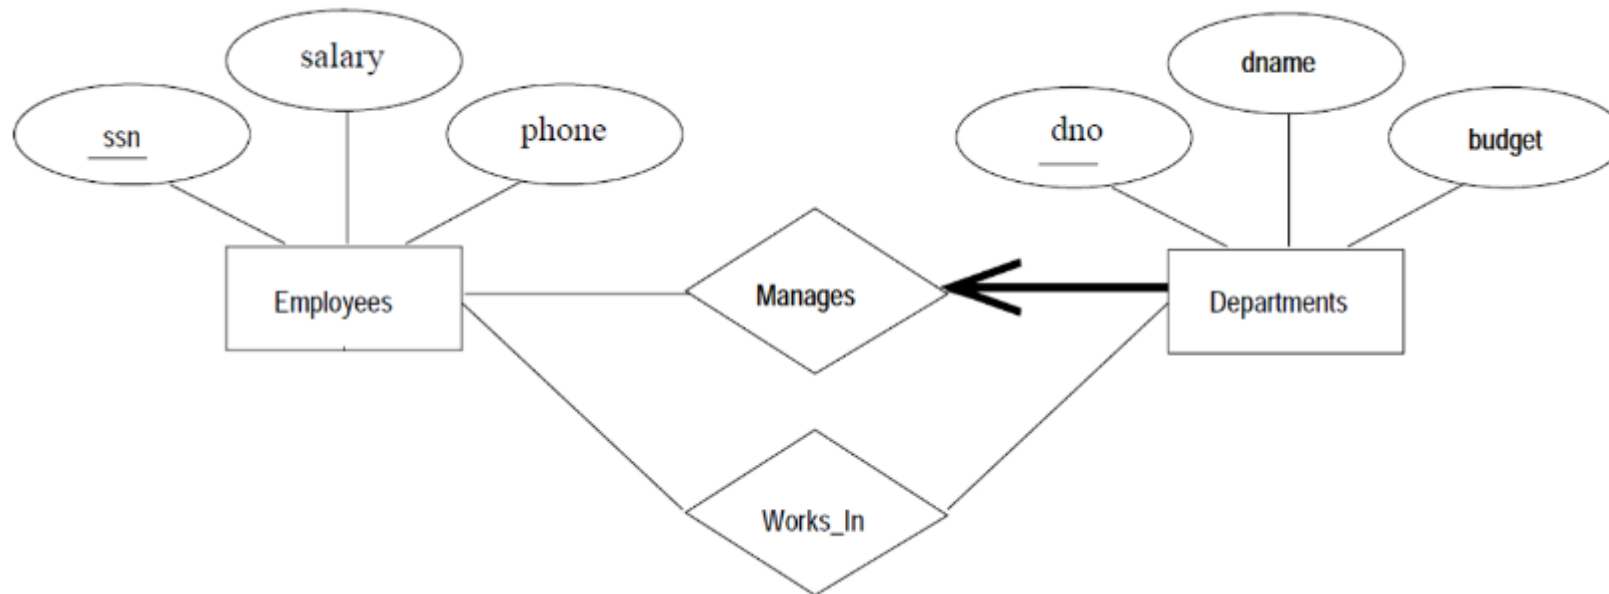 salary
ssn
phone
dname
dno
budget
Employees
Manages
Departments
Works_In